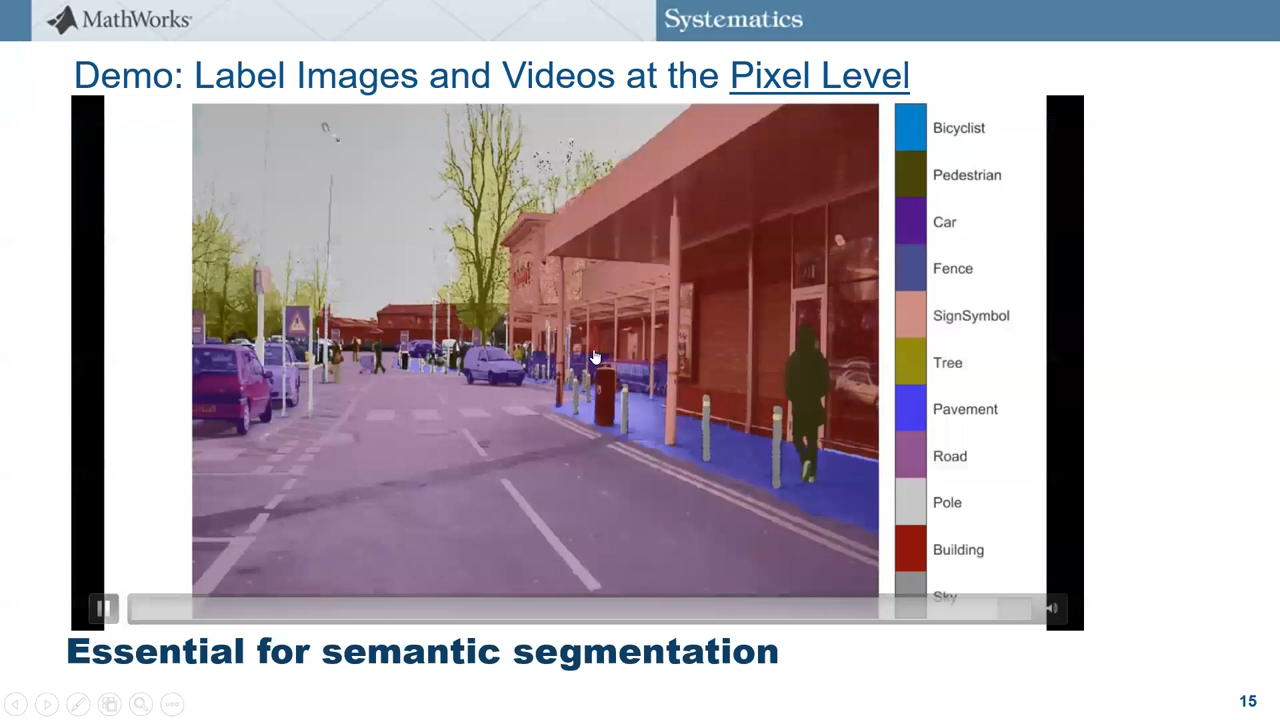 MathWorks
Systematics
Demo: Label Images and Videos at the Pixel Level
Bicyclist
Pedestrian
Car
Fence
SignSymbol
Tree
Pavement
Road
Pole
Building
Sky
Essential for semantic segmentation
15